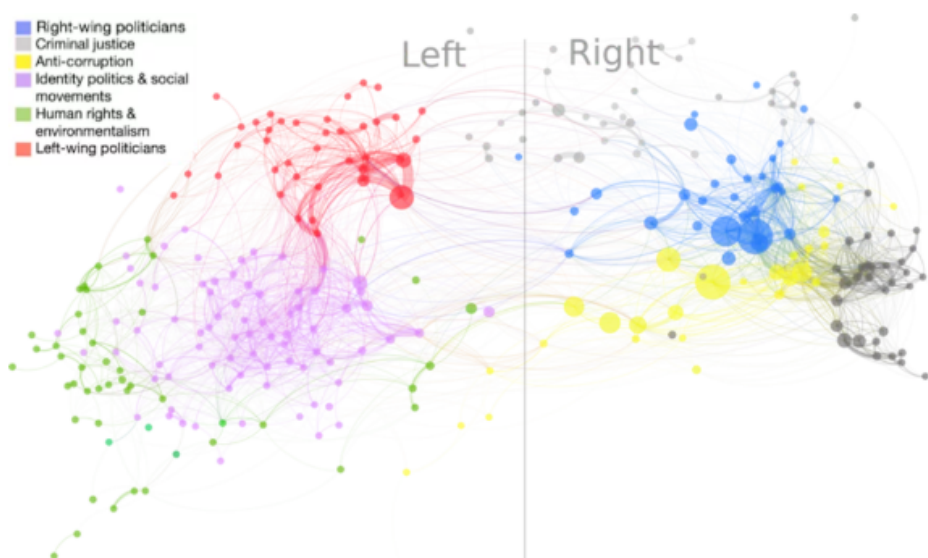 Right-wing politicians
Criminal justice
Anti-corruption
Identity politics & social
movements
Human rights &
environmentalism
Left-wing politicians
Left
Right